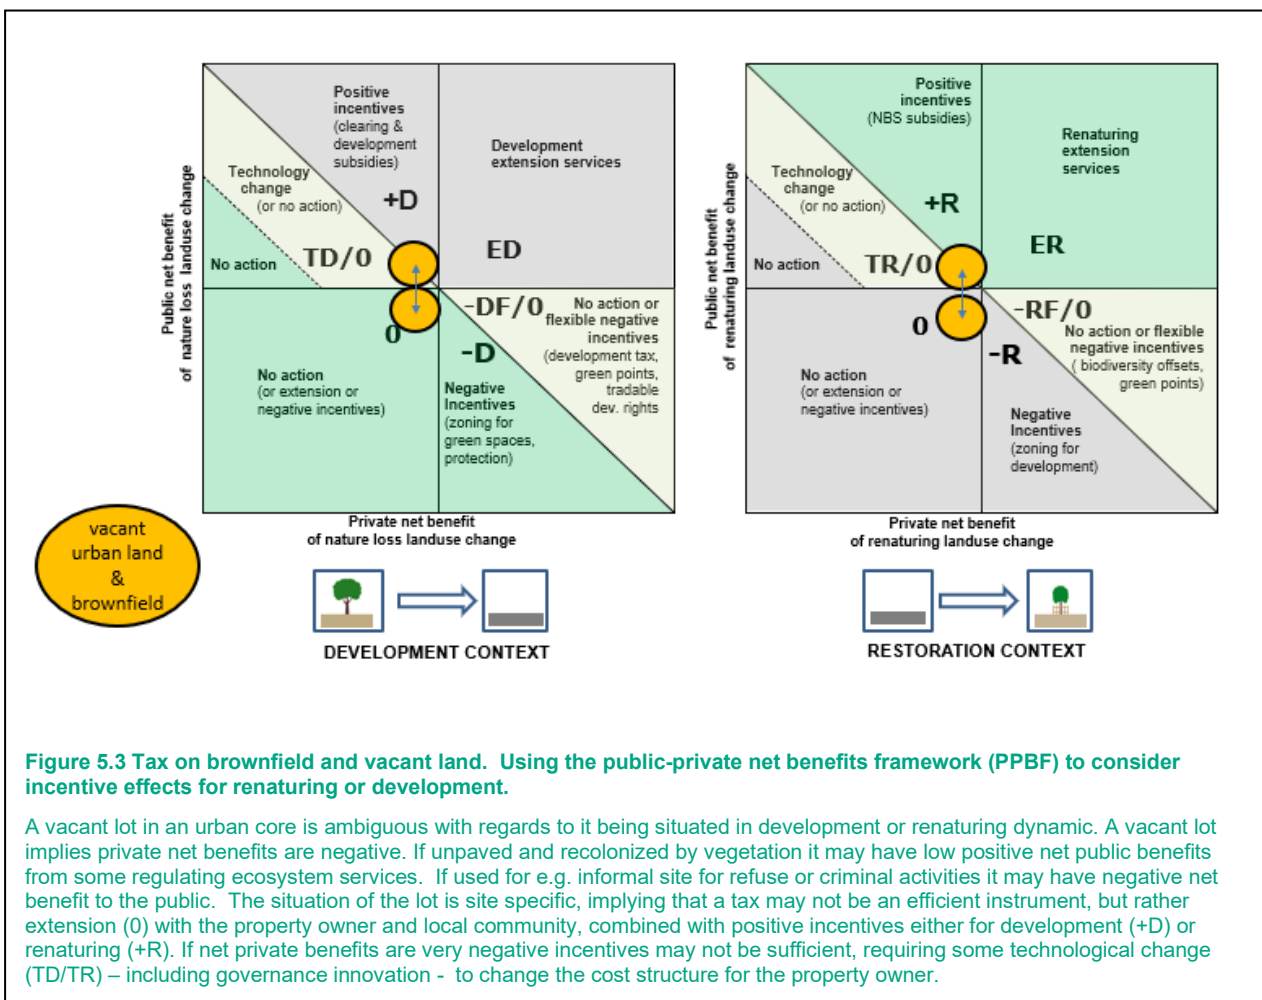 Public net benefit
of nature loss landuse change
Positive
incentives
(clearing &
development
subsidies)
Development
extension services
Technology
change
(or no action)
+D
TD/0
ED
No action
-DF/0
No action or
flexible negative
incentives
(development tax,
green points,
tradable
dev. rights
0
-D
No action
(or extension or
negative incentives)
Negative
Incentives
(zoning for
green spaces,
protection)
Private net benefit
of nature loss landuse change
DEVELOPMENT CONTEXT
vacant
urban land
&
brownfield
Public net benefit
of renaturing landuse change
Positive
incentives
(NBS subsidies)
Renaturing
extension
services
Technology
change
(or no action)
+R
TR/0
ER
No action
-RF/0
No action or flexible
negative incentives
( biodiversity offsets,
green points)
0
-R
No action
(or extension or
negative incentives)
Negative
Incentives
(zoning for
development)
Private net benefit
of renaturing landuse change
RESTORATION CONTEXT
Figure 5.3 Tax on brownfield and vacant land.  Using the public-private net benefits framework (PPBF) to consider
incentive effects for renaturing or development.
A vacant lot in an urban core is ambiguous with regards to it being situated in development or renaturing dynamic. A vacant lot
implies private net benefits are negative. If unpaved and recolonized by vegetation it may have low positive net public benefits
from some regulating ecosystem services.  If used for e.g. informal site for refuse or criminal activities it may have negative net
benefit to the public.  The situation of the lot is site specific, implying that a tax may not be an efficient instrument, but rather
extension (0) with the property owner and local community, combined with positive incentives either for development (+D) or
renaturing (+R). If net private benefits are very negative incentives may not be sufficient, requiring some technological change
(TD/TR) – including governance innovation -  to change the cost structure for the property owner.